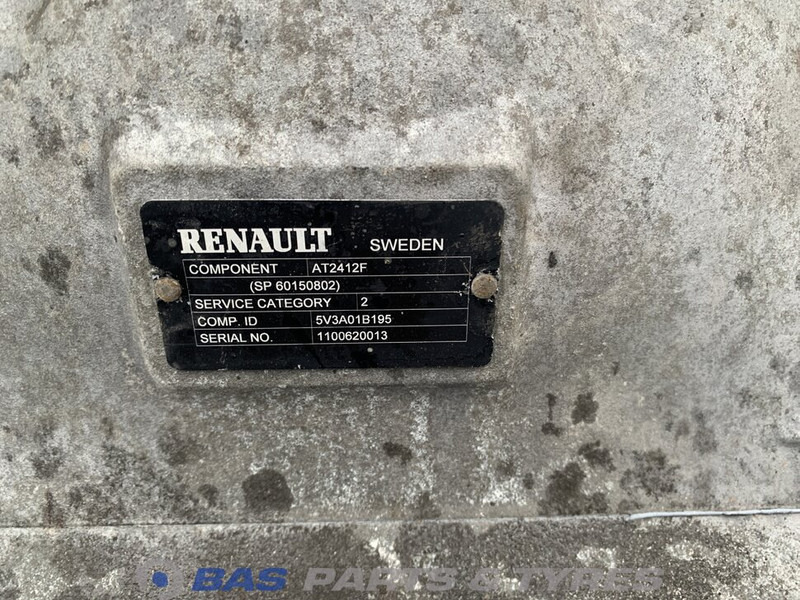 RENAULT SWEDEN
COMPONENT AT2412F
(SP 60150802)
SERVICE CATEGORY 2
COMP. ID 5V3A01B195
SERIAL NO. 1100620013
BAS PARTS & TYRES